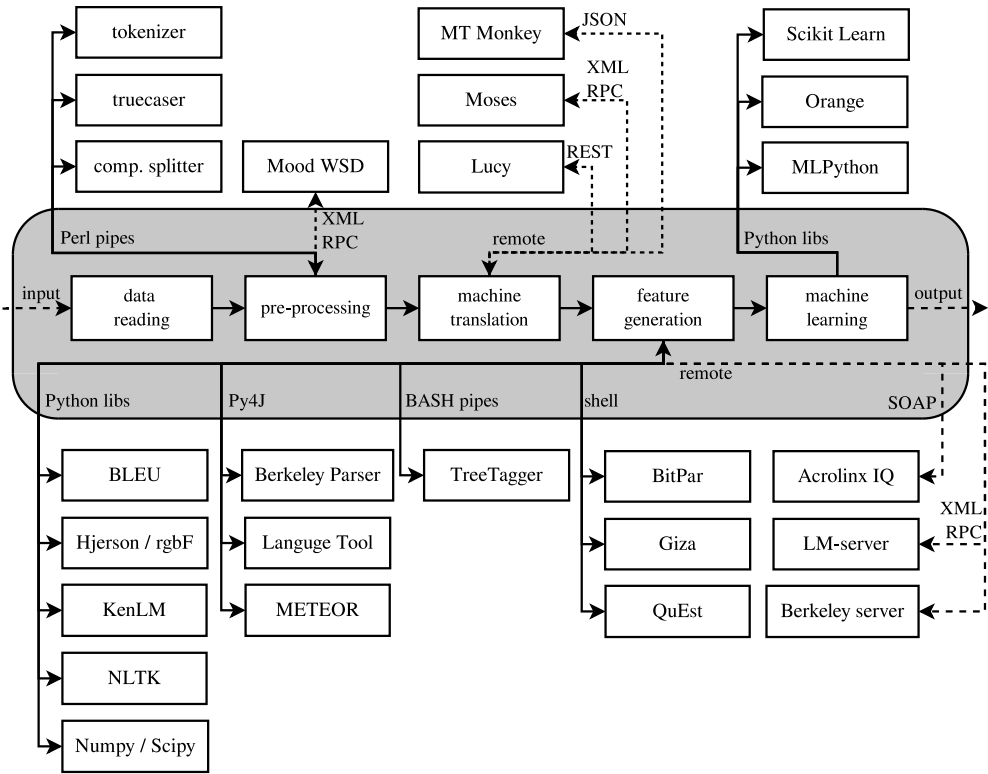 tokenizer
MT Monkey
JSON
Scikit Learn
truecaser
Moses
XML
RPC
Orange
comp. splitter
Mood WSD
Lucy
REST
MLPython
Perl pipes
XML
RPC
remote
Python libs
input
data
reading
pre-processing
machine
translation
feature
generation
machine
learning
output
remote
Python libs
Py4J
BASH pipes
shell
SOAP
BLEU
Berkeley Parser
TreeTagger
BitPar
Acrolinx IQ
Hjerson / rgbF
Languge Tool
Giza
LM-server
XML
RPC
KenLM
METEOR
QuEst
Berkeley server
NLTK
Numpy / Scipy